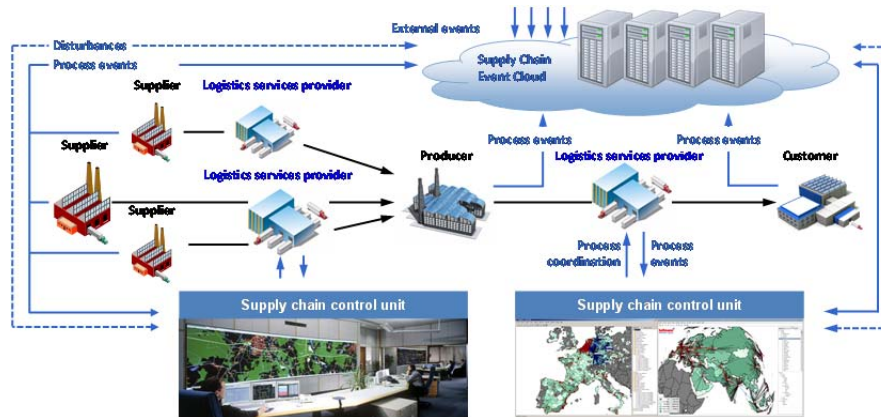 External events
Disturbances
Process events
Supply Chain
Event Cloud
Supplier
Logistics services provider
Process events
Process events
Supplier
Producer
Logistics services provider
Customer
Logistics services provider
Supplier
Process
coordination
Process
events
Supply chain control unit
Supply chain control unit